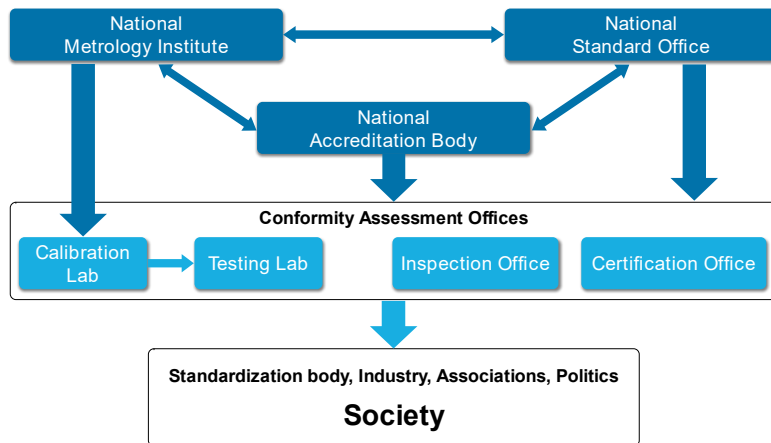 National
Metrology Institute
National
Standard Office
National
Accreditation Body
Conformity Assessment Offices
Calibration
Lab
Testing Lab
Inspection Office
Certification Office
Standardization body, Industry, Associations, Politics
Society